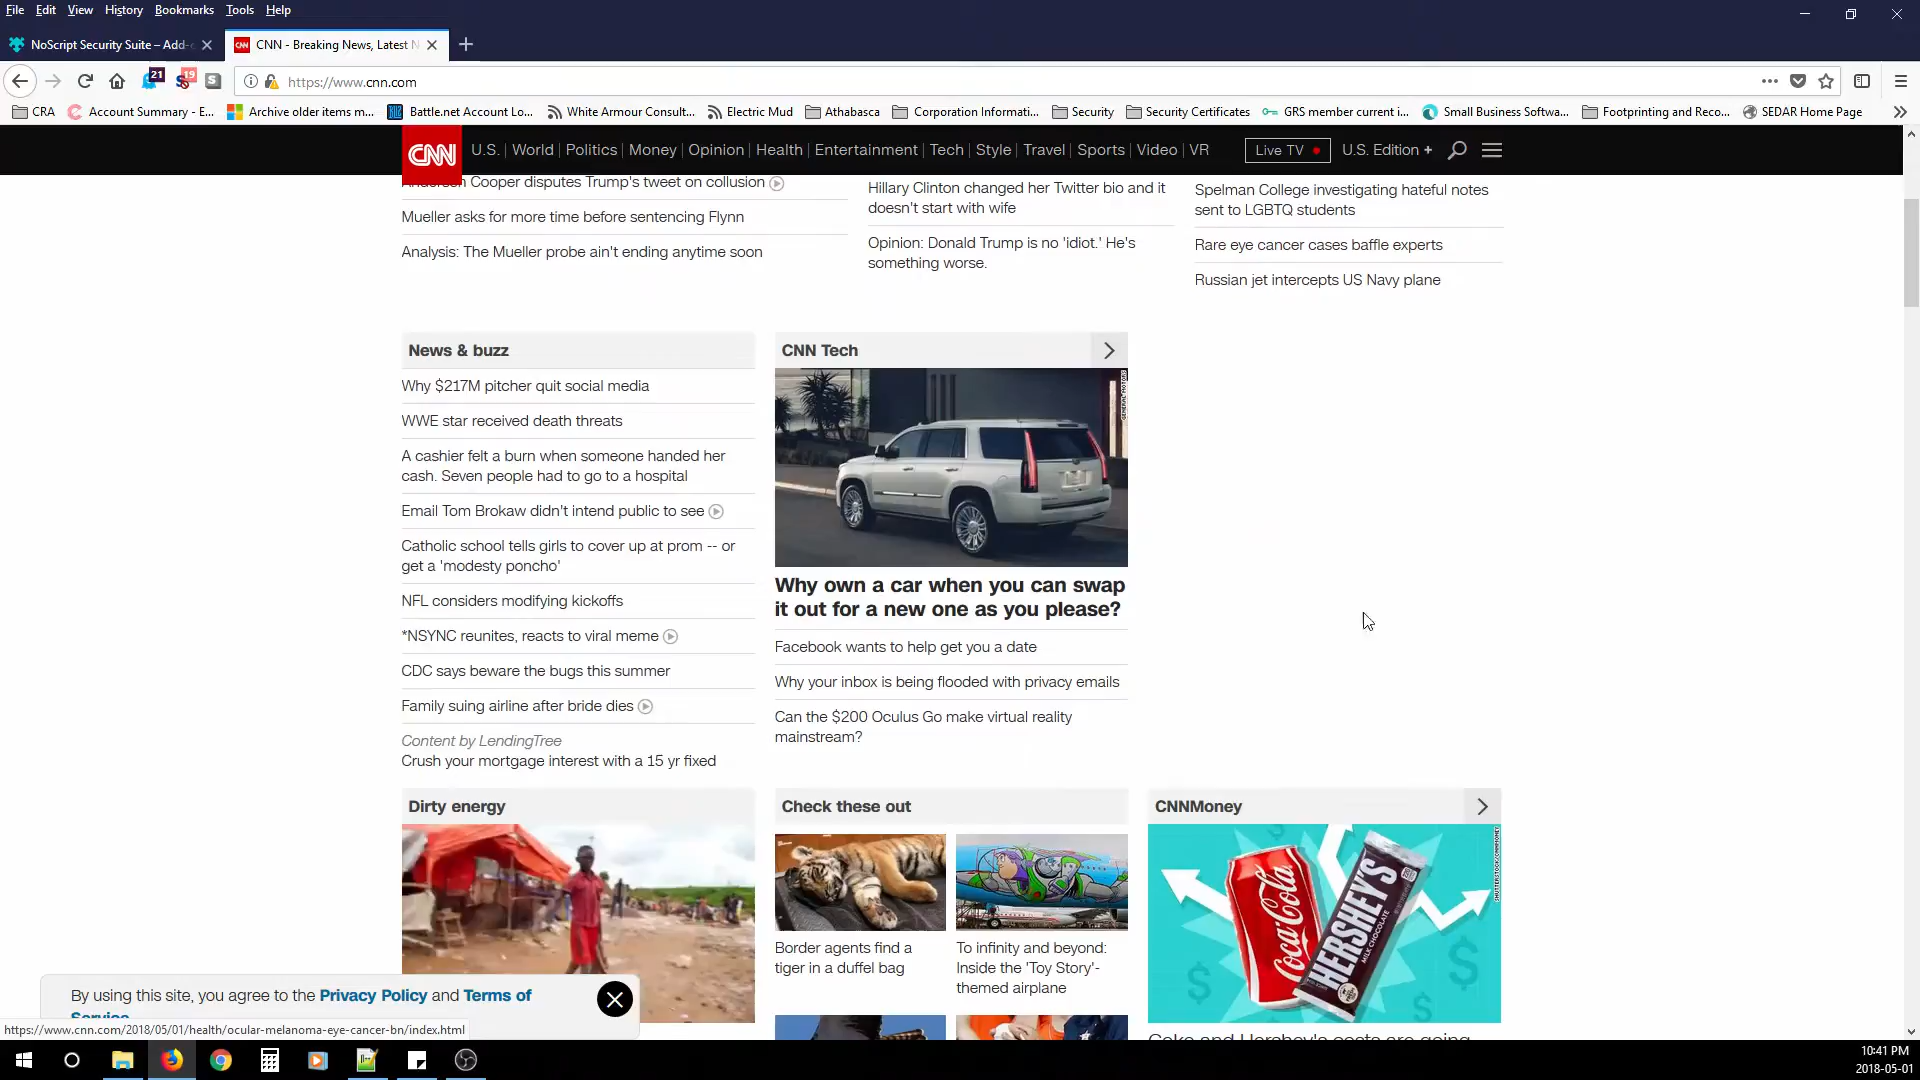 File Edit View History Bookmarks Tools Help
NoScript Security Suite – Add-
CNN - Breaking News, Latest N
21
19
https://www.cnn.com
CRA
Account Summary - E...
Archive older items m...
Battle.net Account Lo...
White Armour Consult...
Electric Mud
Athabasca
Corporation Informati...
Security
Security Certificates
GRS member current i...
Small Business Softwa...
Footprinting and Reco...
SEDAR Home Page
CNN
U.S. World Politics Money Opinion Health Entertainment Tech Style Travel Sports Video VR
Live TV
U.S. Edition +
Anderson Cooper disputes Trump's tweet on collusion
Mueller asks for more time before sentencing Flynn
Analysis: The Mueller probe ain't ending anytime soon
Hillary Clinton changed her Twitter bio and it
doesn't start with wife
Opinion: Donald Trump is no 'idiot.' He's
something worse.
Spelman College investigating hateful notes
sent to LGBTQ students
Rare eye cancer cases baffle experts
Russian jet intercepts US Navy plane
News & buzz
Why $217M pitcher quit social media
WWE star received death threats
A cashier felt a burn when someone handed her
cash. Seven people had to go to a hospital
Email Tom Brokaw didn't intend public to see
Catholic school tells girls to cover up at prom -- or
get a 'modesty poncho'
NFL considers modifying kickoffs
*NSYNC reunites, reacts to viral meme
CDC says beware the bugs this summer
Family suing airline after bride dies
Content by LendingTree
Crush your mortgage interest with a 15 yr fixed
CNN Tech
GENERAL MOTORS
Why own a car when you can swap
it out for a new one as you please?
Facebook wants to help get you a date
Why your inbox is being flooded with privacy emails
Can the $200 Oculus Go make virtual reality
mainstream?
Dirty energy
Check these out
Border agents find a
tiger in a duffel bag
To infinity and beyond:
Inside the 'Toy Story'-
themed airplane
CNNMoney
SHUTTERSTOCK/CNNMONEY
Coca-Cola
HERSHEY'S
MILK CHOCOLATE
Coke and Hershey's costs are going
By using this site, you agree to the Privacy Policy and Terms of
Service
https://www.cnn.com/2018/05/01/health/ocular-melanoma-eye-cancer-bn/index.html
10:41 PM
2018-05-01